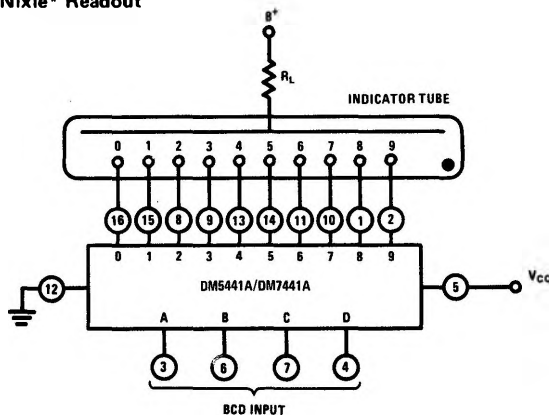 Nixie* Readout
B+
RL
INDICATOR TUBE
0 1 2 3 4 5 6 7 8 9
16 15 8 9 13 14 11 10 1 2
0 1 2 3 4 5 6 7 8 9
12 DM5441A/DM7441A 5 VCC
A B C D
3 6 7 4
BCD INPUT